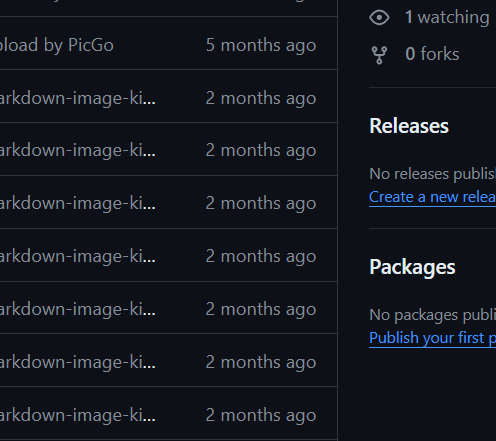 pload by PicGo 5 months ago
arkdown-image-ki... 2 months ago
arkdown-image-ki... 2 months ago
arkdown-image-ki... 2 months ago
arkdown-image-ki... 2 months ago
arkdown-image-ki... 2 months ago
arkdown-image-ki... 2 months ago
arkdown-image-ki... 2 months ago
1 watching
0 forks
Releases
No releases publis
Create a new relea
Packages
No packages publi
Publish your first p